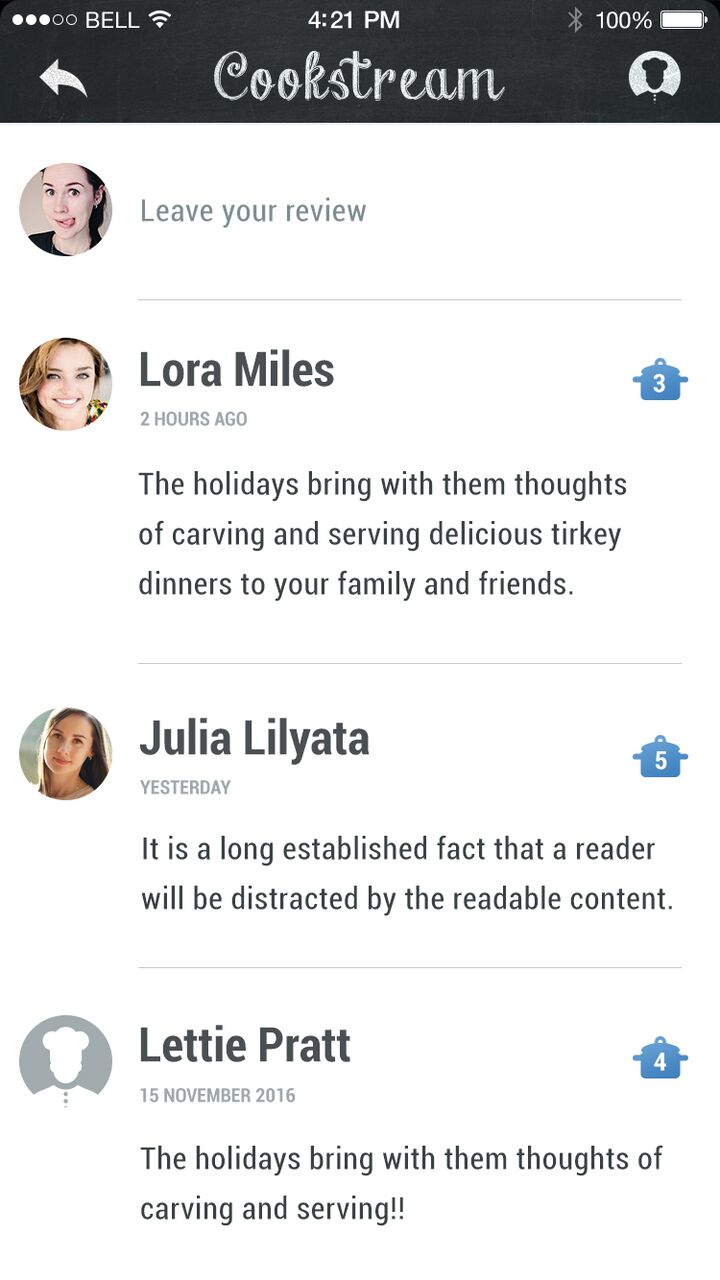 BELL 4:21 PM 100%
Cookstream
Leave your review
Lora Miles
3
2 HOURS AGO
The holidays bring with them thoughts
of carving and serving delicious tirkey
dinners to your family and friends.
Julia Lilyata
5
YESTERDAY
It is a long established fact that a reader
will be distracted by the readable content.
Lettie Pratt
4
15 NOVEMBER 2016
The holidays bring with them thoughts of
carving and serving!!